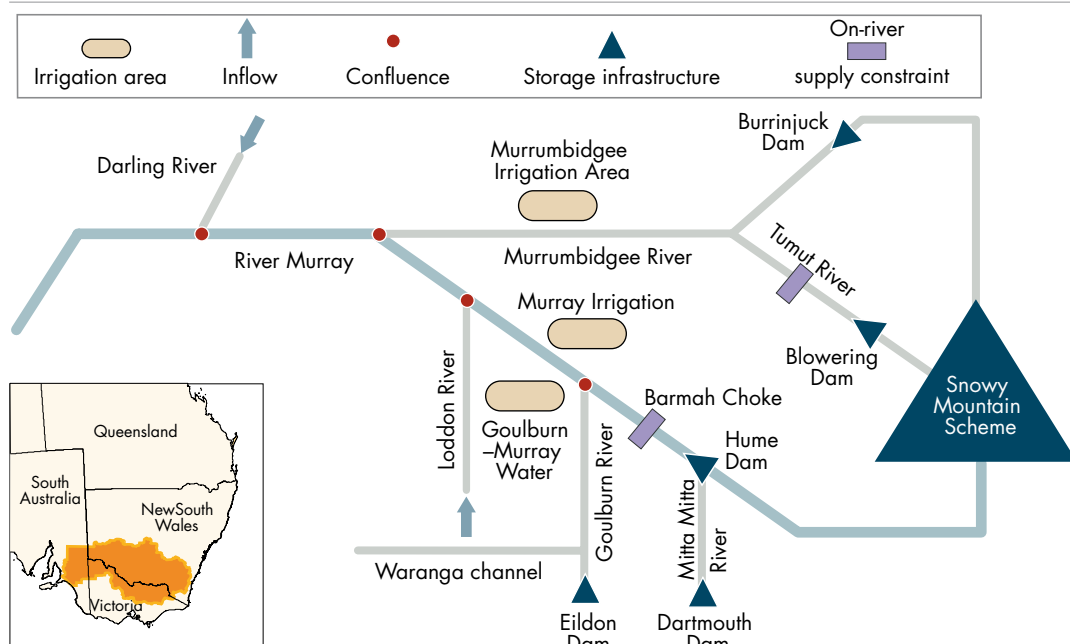 On-river
Irrigation area
Inflow
Confluence
Storage infrastructure
supply constraint
Burrinjuck
Dam
Darling River
Murrumbidgee
Irrigation Area
River Murray
Murrumbidgee River
Tumut River
Murray Irrigation
Blowering
Dam
Snowy
Mountain
Scheme
Loddon River
Goulburn
–Murray
Water
Barmah Choke
Hume
Dam
Goulburn River
Mitta Mitta
River
Waranga channel
Eildon
Dam
Dartmouth
Dam
Queensland
South
Australia
NewSouth
Wales
Victoria